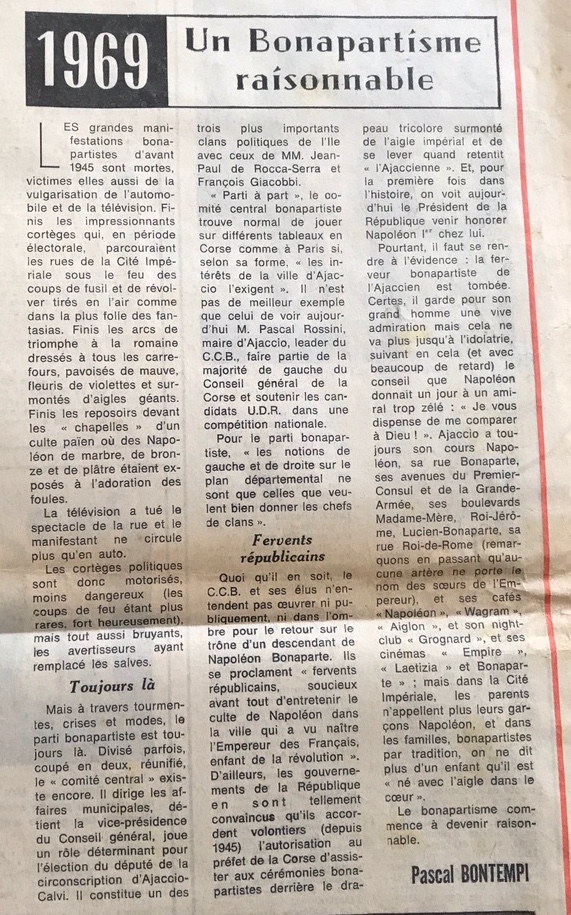 1969
Un Bonapartisme
raisonnable
LES grandes mani-
festations bona-
partistes d'avant
1945 sont mortes,
victimes elles aussi de la
vulgarisation de l'automo-
bile et de la télévision. Fi-
nis les impressionnants
cortèges qui, en période
électorale, parcouraient
les rues de la Cité Impé-
riale sous le feu des
coups de fusil et de révol-
ver tirés en l'air comme
dans la plus folle des fan-
tasias. Finis les arcs de
triomphe à la romaine
dressés à tous les carre-
fours, pavoisés de mauve,
fleuris de violettes et sur-
montés d'aigles géants.
Finis les reposoirs devant
les « chapelles » d'un
culte païen où des Napo-
léon de marbre, de bron-
ze et de plâtre étaient ex-
posés à l'adoration des
foules.
La télévision a tué le
spectacle de la rue et le
manifestant ne circule
plus qu'en auto.
Les cortèges politiques
sont donc motorisés,
moins dangereux (les
coups de feu étant plus
rares, fort heureusement),
mais tout aussi bruyants,
les avertisseurs ayant
remplacé les salves.
Toujours là
Mais à travers tourmen-
tes, crises et modes, le
parti bonapartiste est tou-
jours là. Divisé parfois,
coupé en deux, réunifié,
le « comité central » exis-
te encore. Il dirige les af-
faires municipales, dé-
tient la vice-présidence
du Conseil général, joue
un rôle déterminant pour
l'élection du député de la
circonscription d'Ajaccio-
Calvi. Il constitue un des
trois plus importants
clans politiques de l'Ile
avec ceux de MM. Jean-
Paul de Rocca-Serra et
François Giacobbi.
« Parti à part », le co-
mité central bonapartiste
trouve normal de jouer
sur différents tableaux en
Corse comme à Paris si,
selon sa forme, « les in-
térêts de la ville d'Ajac-
cio l'exigent ». Il n'est
pas de meilleur exemple
que celui de voir aujour-
d'hui M. Pascal Rossini,
maire d'Ajaccio, leader du
C.C.B., faire partie de la
majorité de gauche du
Conseil général de la
Corse et soutenir les can-
didats U.D.R. dans une
compétition nationale.
Pour le parti bonapar-
tiste, « les notions de
gauche et de droite sur le
plan départemental ne
sont que celles que veu-
lent bien donner les chefs
de clans ».
Fervents
républicains
Quoi qu'il en soit, le
C.C.B. et ses élus n'en-
tendent pas œuvrer ni pu-
bliquement, ni dans l'om-
bre pour le retour sur le
trône d'un descendant de
Napoléon Bonaparte. Ils
se proclament « fervents
républicains, soucieux
avant tout d'entretenir le
culte de Napoléon dans
la ville qui a vu naître
l'Empereur des Français,
enfant de la révolution ».
D'ailleurs, les gouverne-
ments de la République
en sont tellement
convaincus qu'ils accor-
dent volontiers (depuis
1945) l'autorisation au
préfet de la Corse d'assis-
ter aux cérémonies bona-
partistes derrière le dra-
peau tricolore surmonté
de l'aigle impérial et de
se lever quand retentit
« l'Ajaccienne ». Et, pour
la première fois dans
l'histoire, on voit aujour-
d'hui le Président de la
République venir honorer
Napoléon Iᵉʳ chez lui.
Pourtant, il faut se ren-
dre à l'évidence : la fer-
veur bonapartiste de
l'Ajaccien est tombée.
Certes, il garde pour son
grand homme une vive
admiration mais cela ne
va plus jusqu'à l'idolatrie,
suivant en cela (et avec
beaucoup de retard) le
conseil que Napoléon
donnait un jour à un ami-
ral trop zélé : « Je vous
dispense de me comparer
à Dieu ! ». Ajaccio a tou-
jours son cours Napo-
léon, sa rue Bonaparte,
ses avenues du Premier-
Consul et de la Grande-
Armée, ses boulevards
Madame-Mère, Roi-Jérô-
me, Lucien-Bonaparte, sa
rue Roi-de-Rome (remar-
quons en passant qu'au-
cune artère ne porte le
nom des sœurs de l'Em-
pereur), et ses cafés
« Napoléon », « Wagram »,
« Aiglon », et son night-
club « Grognard », et ses
cinémas « Empire »,
« Laetizia » et Bonapar-
te » ; mais dans la Cité
Impériale, les parents
n'appellent plus leurs gar-
çons Napoléon, et dans
les familles, bonapartistes
par tradition, on ne dit
plus d'un enfant qu'il est
« né avec l'aigle dans le
cœur ».
Le bonapartisme com-
mence à devenir raison-
nable.
Pascal BONTEMPI